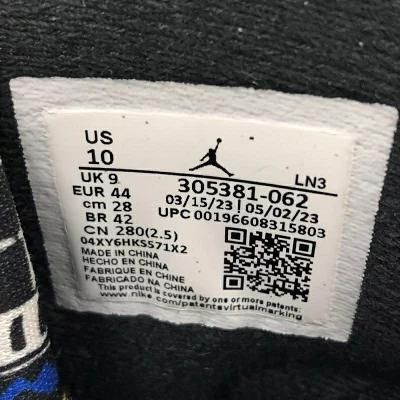 US
10
UK 9
EUR 44
cm 28
BR 42
CN 280(2.5)
04XY6HKS571X2
LN3
305381-062
03/15/23 | 05/02/23
UPC 00196608315803
MADE IN CHINA
HECHO EN CHINA
FABRIQUE EN CHINE
FABRICADO NA CHINA
This product is covered by one or more patents
www.nike.com/patentsvirtualmarking